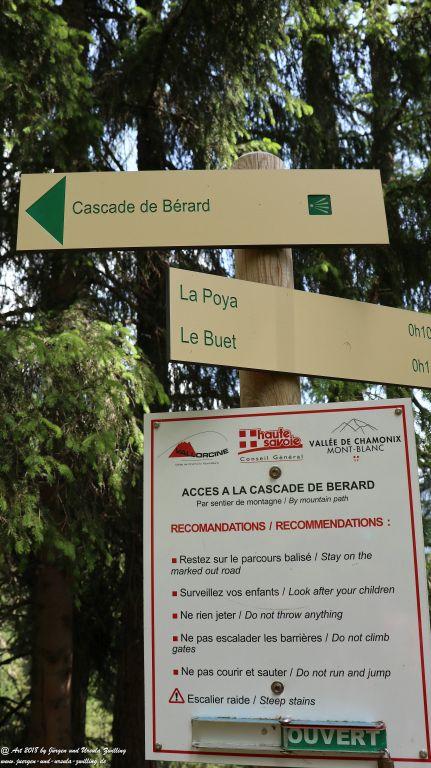 Cascade de Bérard
La Poya 0h10
Le Buet 0h1
VALLORCINE
haute savoie
Conseil Général
VALLÉE DE CHAMONIX
MONT-BLANC
ACCES A LA CASCADE DE BERARD
Par sentier de montagne / By mountain path
RECOMANDATIONS / RECOMMENDATIONS :
Restez sur le parcours balisé / Stay on the
marked out road
Surveillez vos enfants / Look after your children
Ne rien jeter / Do not throw anything
Ne pas escalader les barrières / Do not climb
gates
Ne pas courir et sauter / Do not run and jump
Escalier raide / Steep stains
OUVERT
@ Art 2018 by Jürgen und Ursula Zwilling
www.juergen-und-ursula-zwilling.de